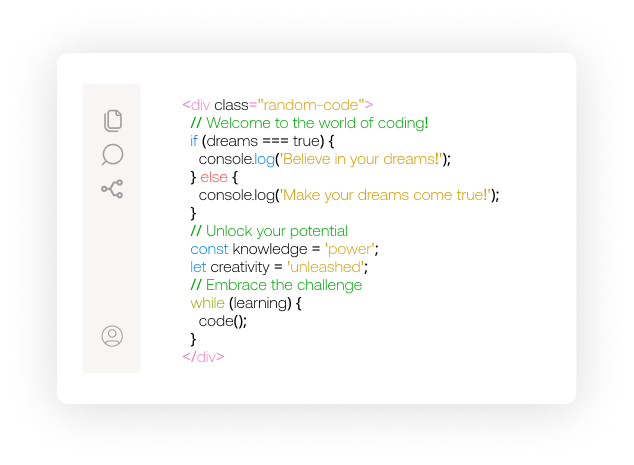 <div class="random-code">
// Welcome to the world of coding!
if (dreams === true) {
console.log('Believe in your dreams!');
} else {
console.log('Make your dreams come true!');
}
// Unlock your potential
const knowledge = 'power';
let creativity = 'unleashed';
// Embrace the challenge
while (learning) {
code();
}
</div>